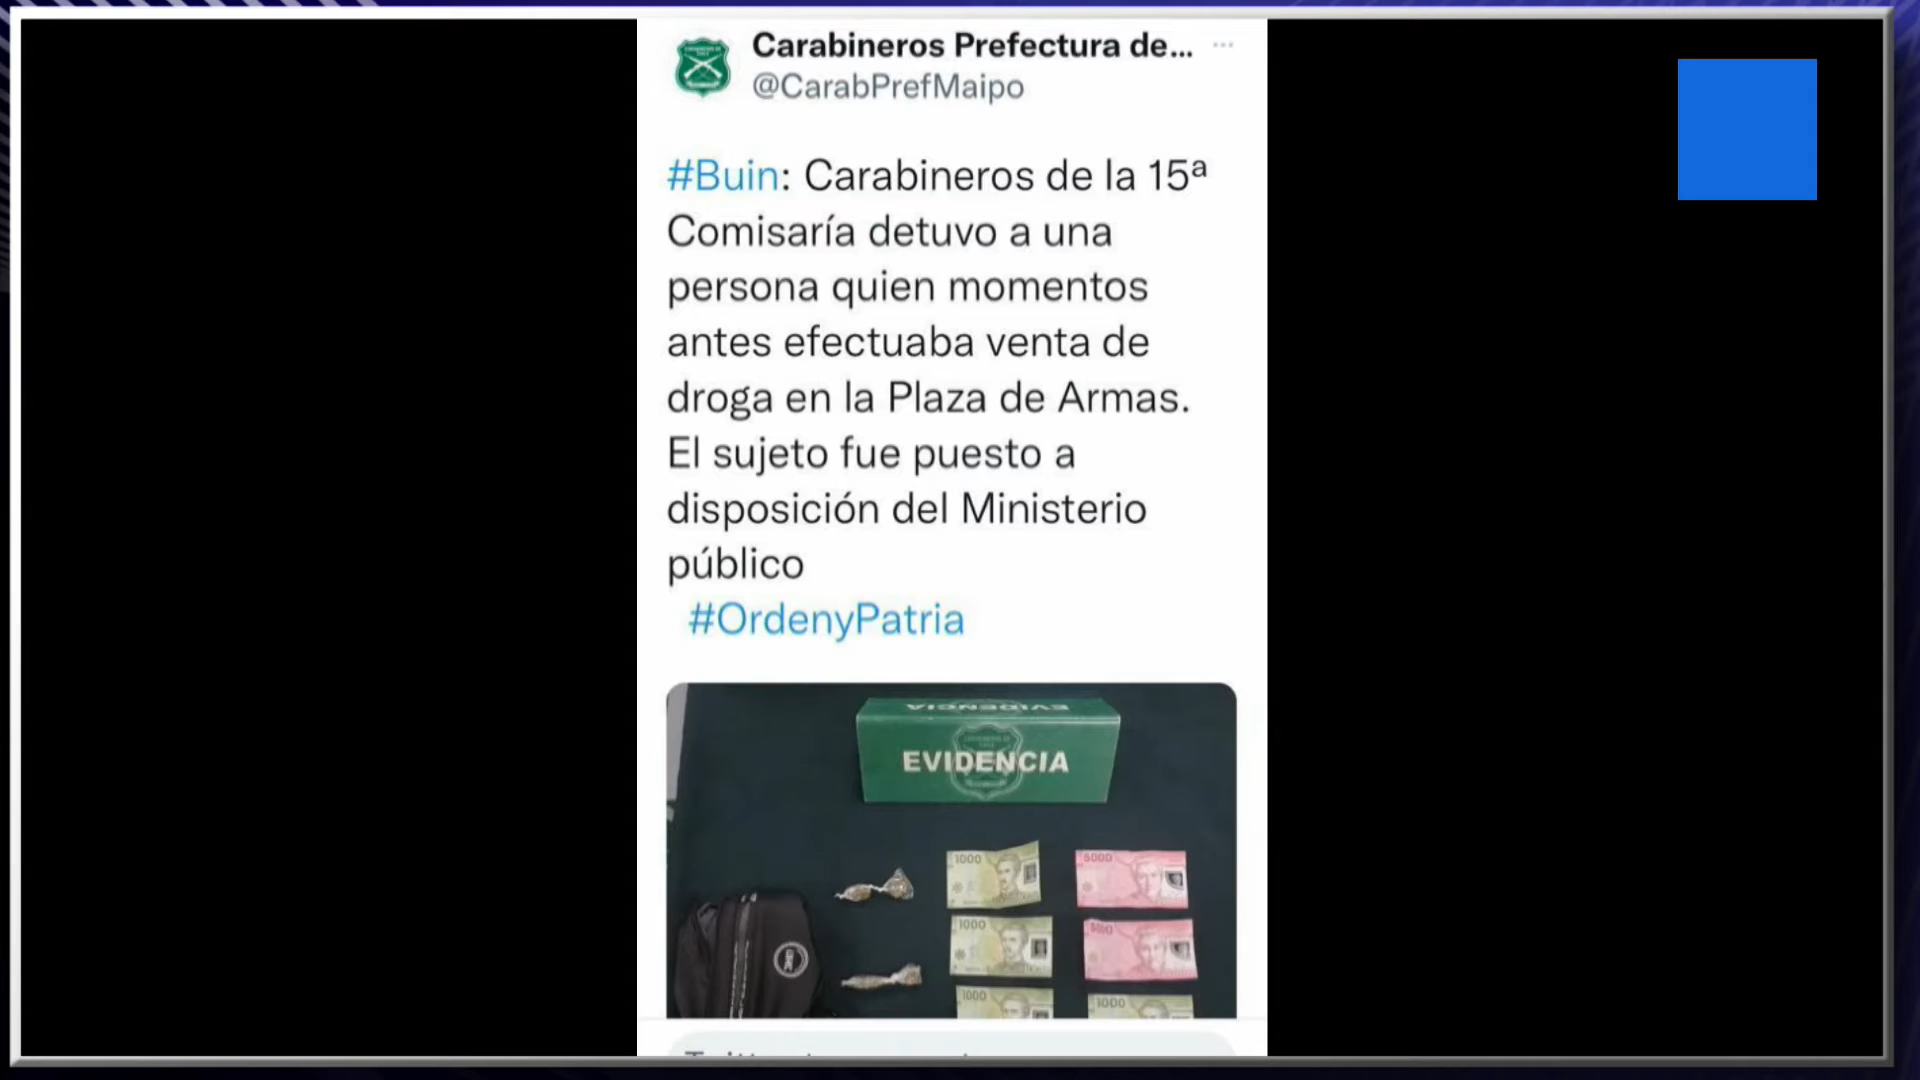 Carabineros Prefectura de...
@CarabPrefMaipo
#Buin: Carabineros de la 15ª
Comisaría detuvo a una
persona quien momentos
antes efectuaba venta de
droga en la Plaza de Armas.
El sujeto fue puesto a
disposición del Ministerio
público
#OrdenyPatria
EVIDENCIA
EVIDENCIA
1000
5000
1000
5000
1000
1000